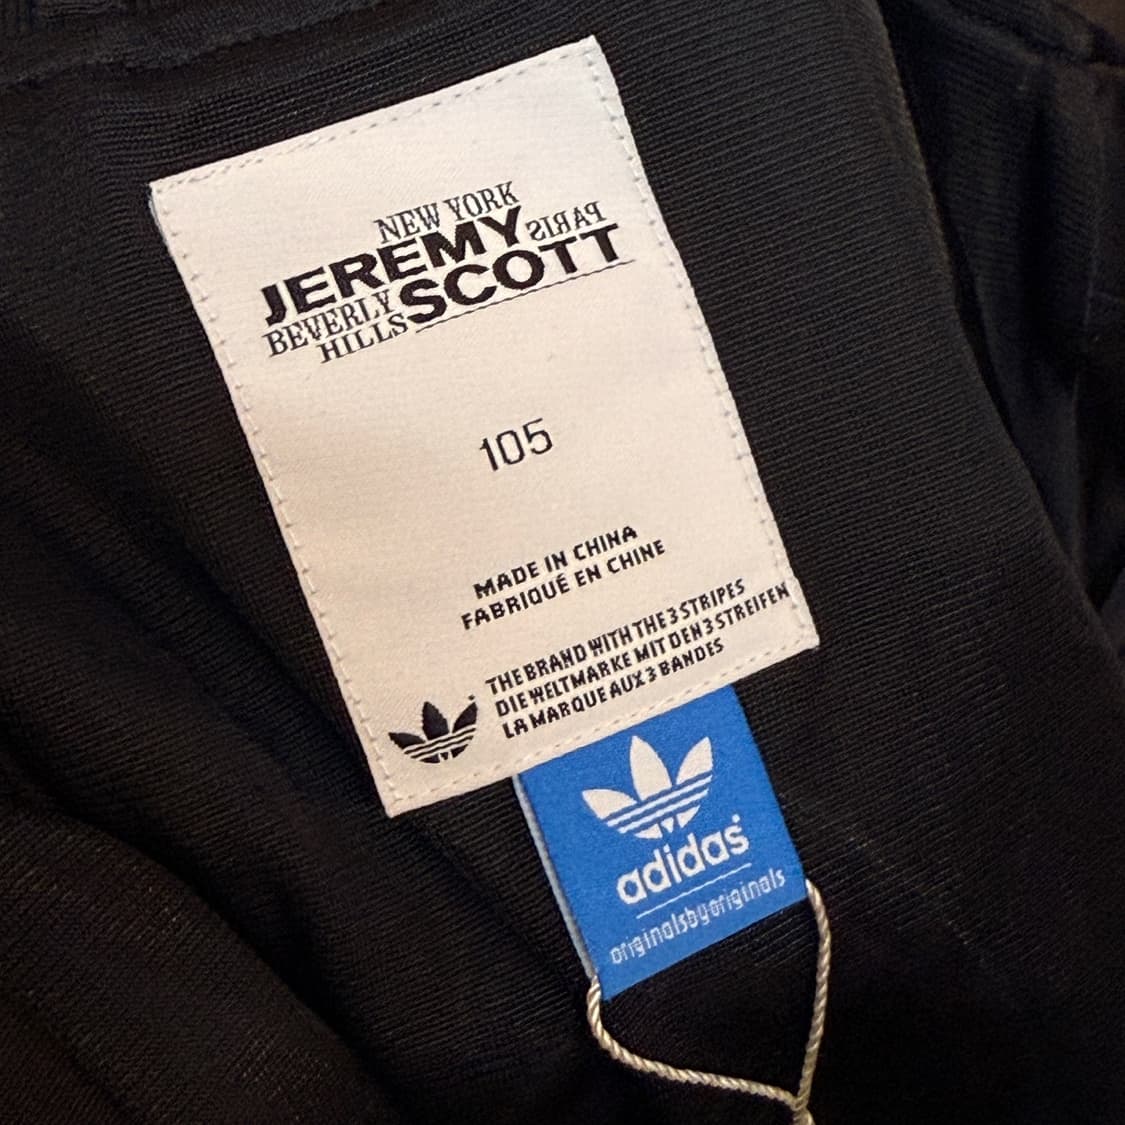 NEW YORK
JEREMY PARIS
BEVERLY SCOTT
HILLS
105
MADE IN CHINA
FABRIQUÉ EN CHINE
THE BRAND WITH THE 3 STRIPES
DIE WELTMARKE MIT DEN 3 STREIFEN
LA MARQUE AUX 3 BANDES
adidas
originalsbyoriginals